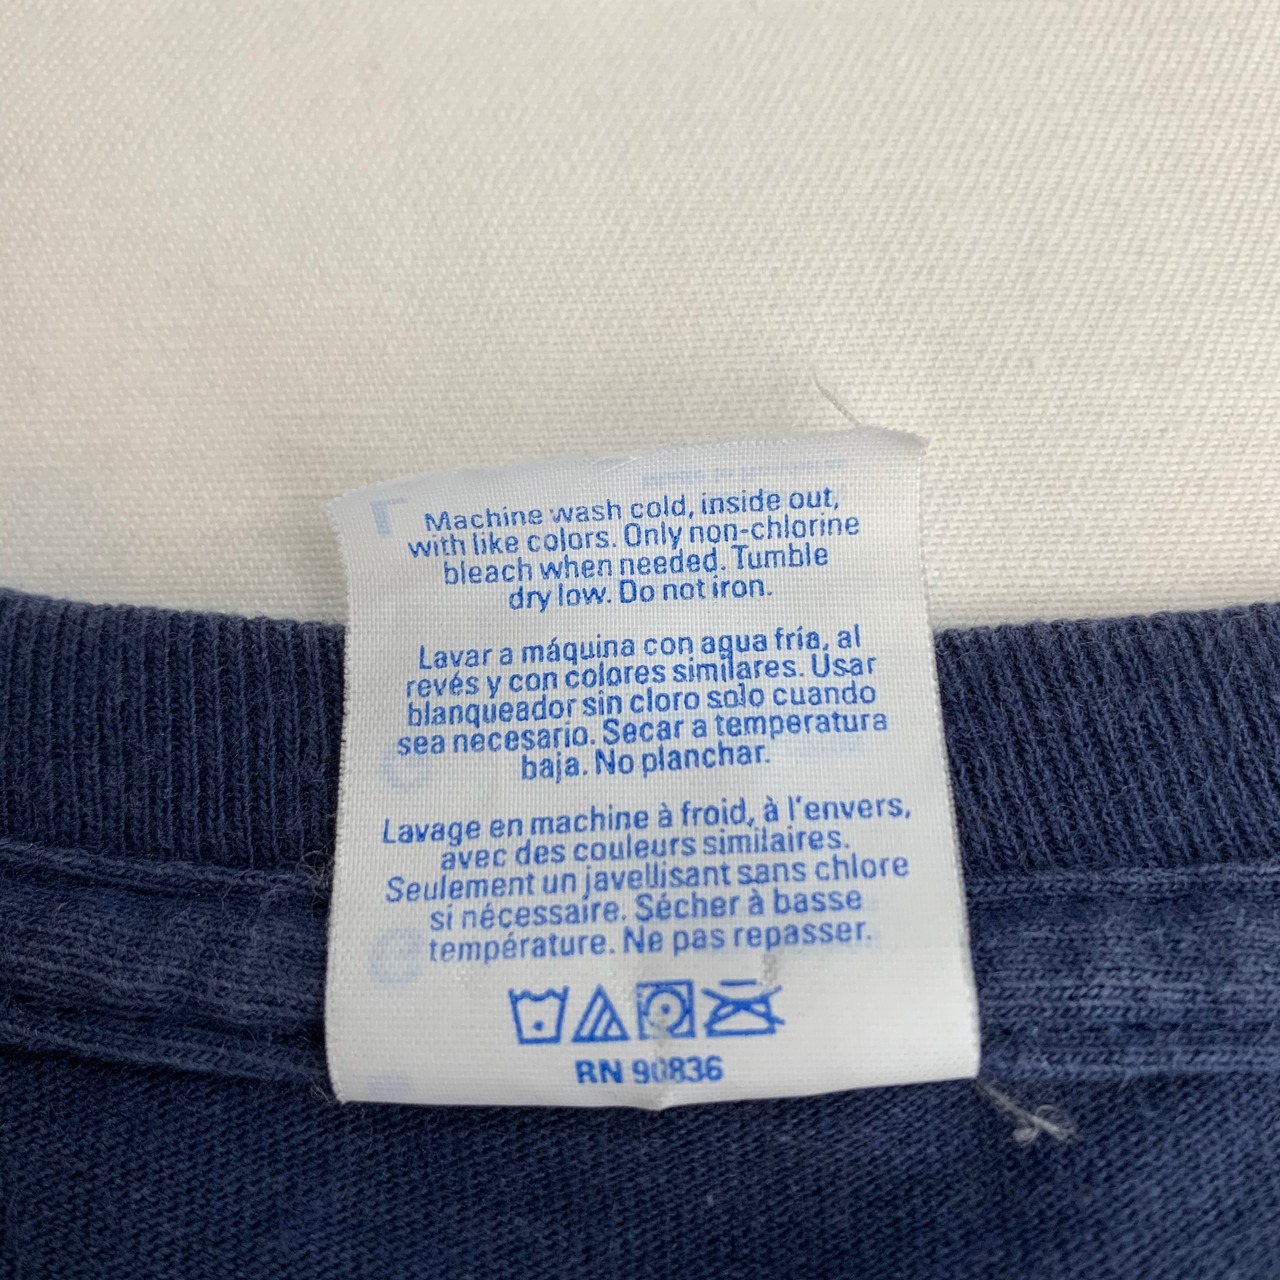 Machine wash cold, inside out,
with like colors. Only non-chlorine
bleach when needed. Tumble
dry low. Do not iron.
Lavar a máquina con agua fría, al
revés y con colores similares. Usar
blanqueador sin cloro solo cuando
sea necesario. Secar a temperatura
baja. No planchar.
Lavage en machine à froid, à l'envers,
avec des couleurs similaires.
Seulement un javellisant sans chlore
si nécessaire. Sécher à basse
température. Ne pas repasser.
RN 90836